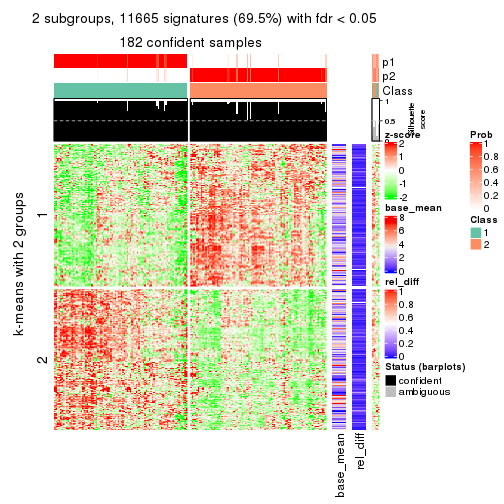 2 subgroups, 11665 signatures (69.5%) with fdr < 0.05
182 confident samples
p1
p2
Class
1
0.5
0
Silhouette
score
k-means with 2 groups
1
2
base_mean
rel_diff
z-score
2
1
0
-1
-2
base_mean
8
6
4
2
0
rel_diff
1
0.8
0.6
0.4
0.2
0
Status (barplots)
confident
ambiguous
Prob
1
0.8
0.6
0.4
0.2
0
Class
1
2